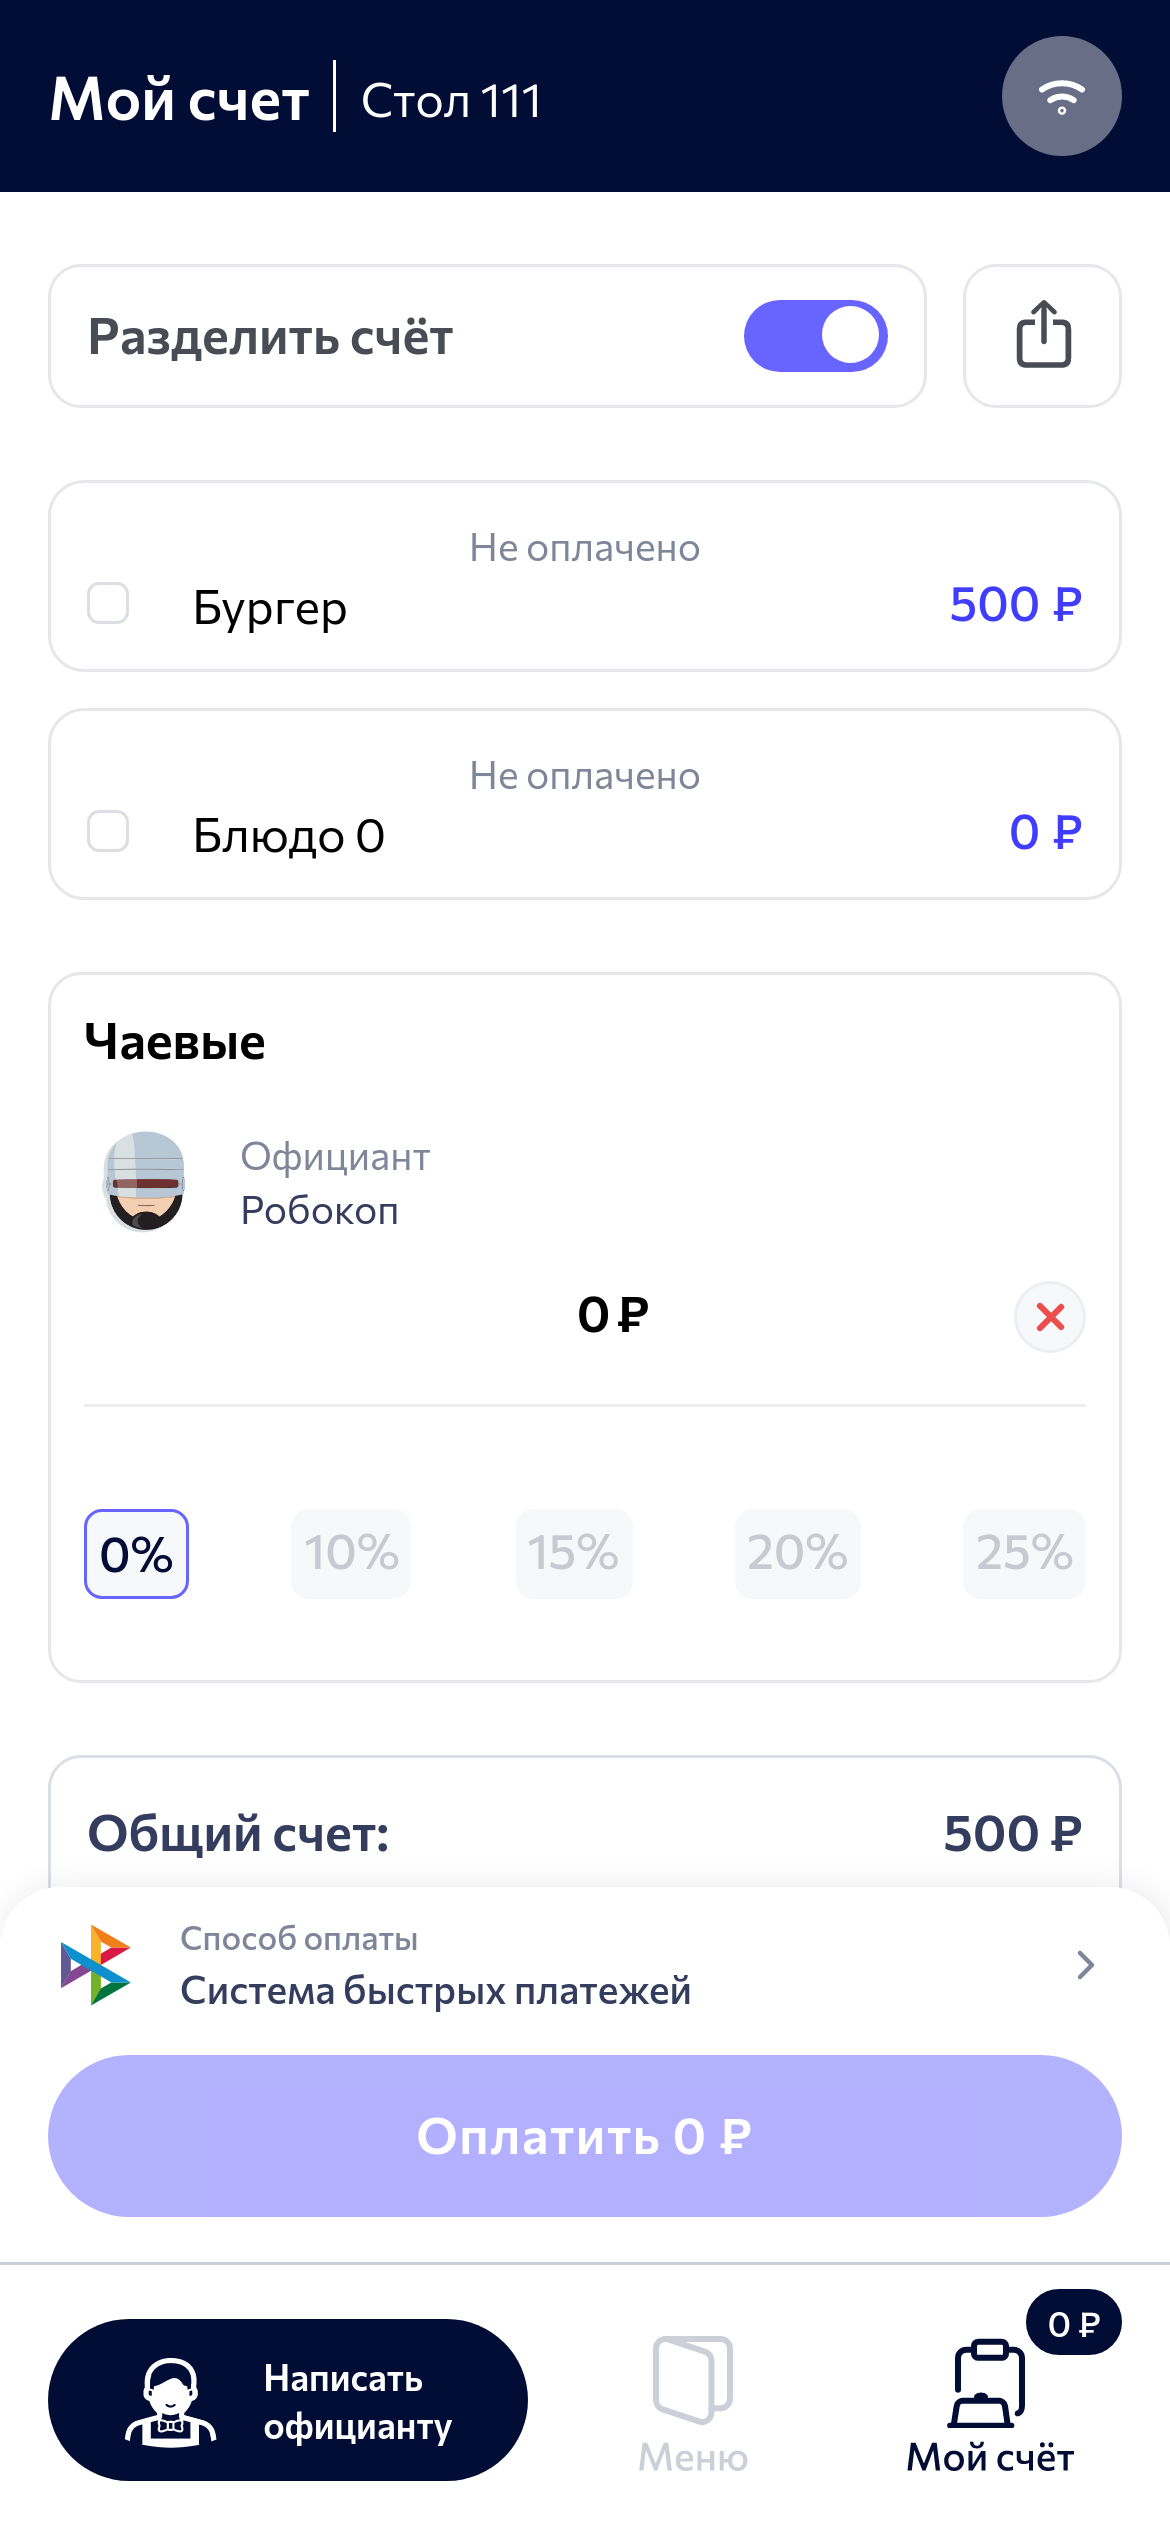 Мой счет
Стол 111
Разделить счёт
Не оплачено
Бургер
500 ₽
Не оплачено
Блюдо 0
0 ₽
Чаевые
Официант
Робокоп
0 ₽
0%
10%
15%
20%
25%
Общий счет:
500 ₽
Способ оплаты
Система быстрых платежей
Оплатить 0 ₽
Написать
официанту
Меню
0 ₽
Мой счёт